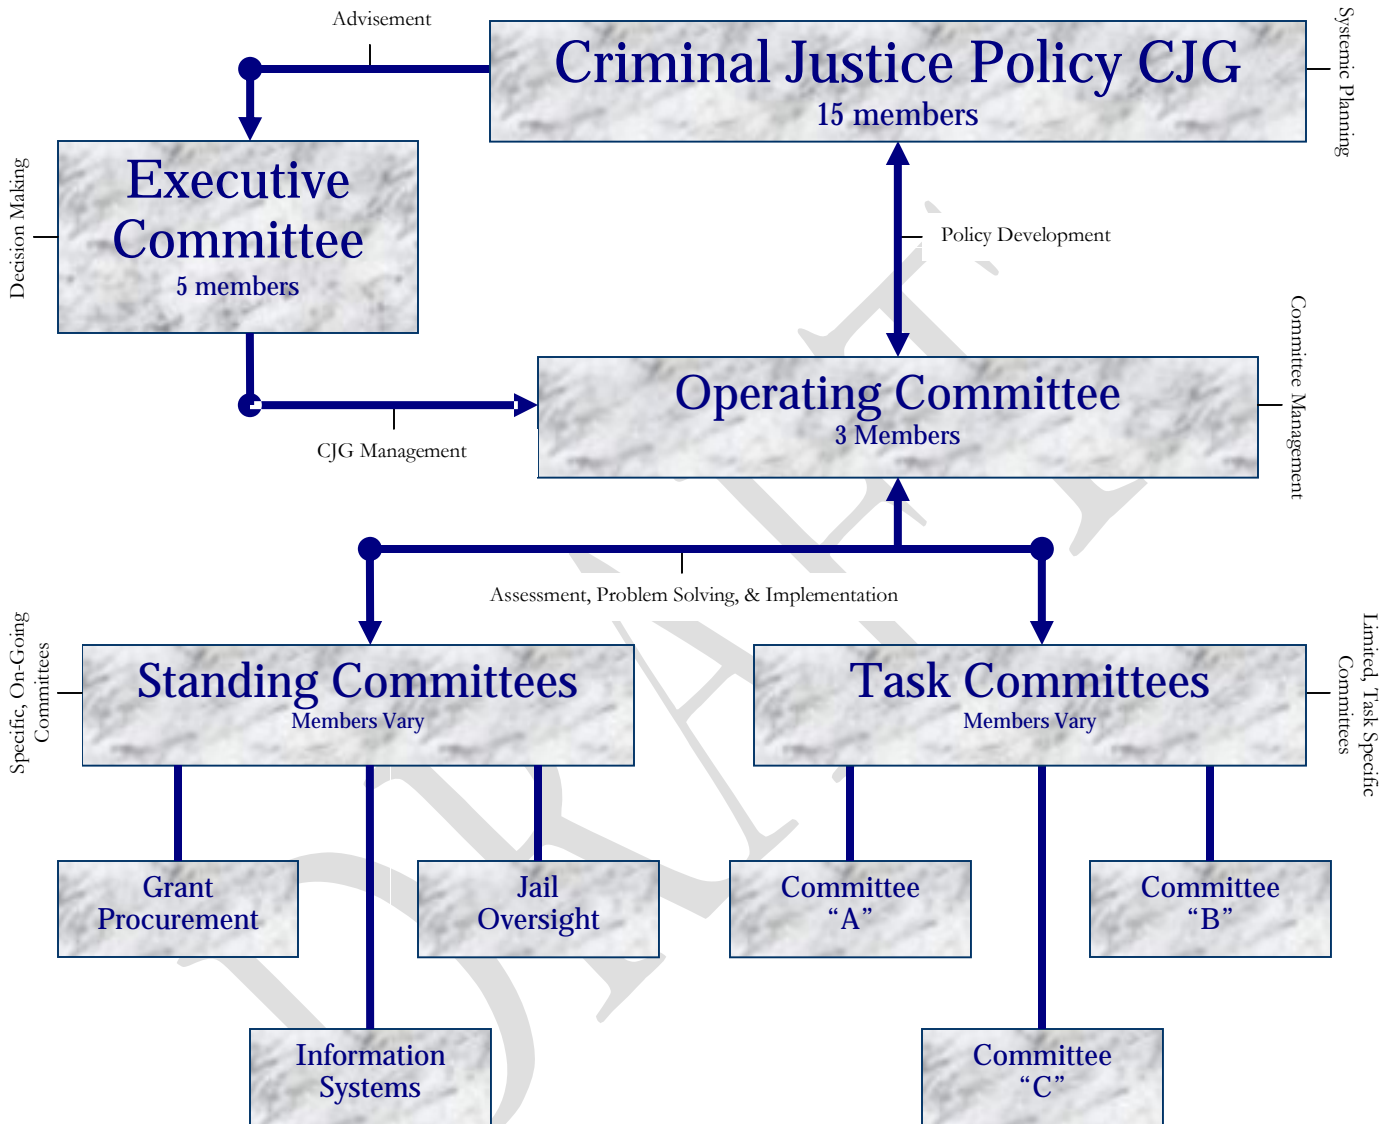 Advisement
Criminal Justice Policy CJG
15 members
Systemic Planning
Executive
Committee
5 members
Decision Making
Policy Development
Operating Committee
3 Members
Committee Management
CJG Management
Assessment, Problem Solving, & Implementation
Standing Committees
Members Vary
Specific, On-Going
Committees
Task Committees
Members Vary
Limited, Task Specific
Committees
Grant
Procurement
Jail
Oversight
Committee
“A”
Committee
“B”
Information
Systems
Committee
“C”
DRAFT